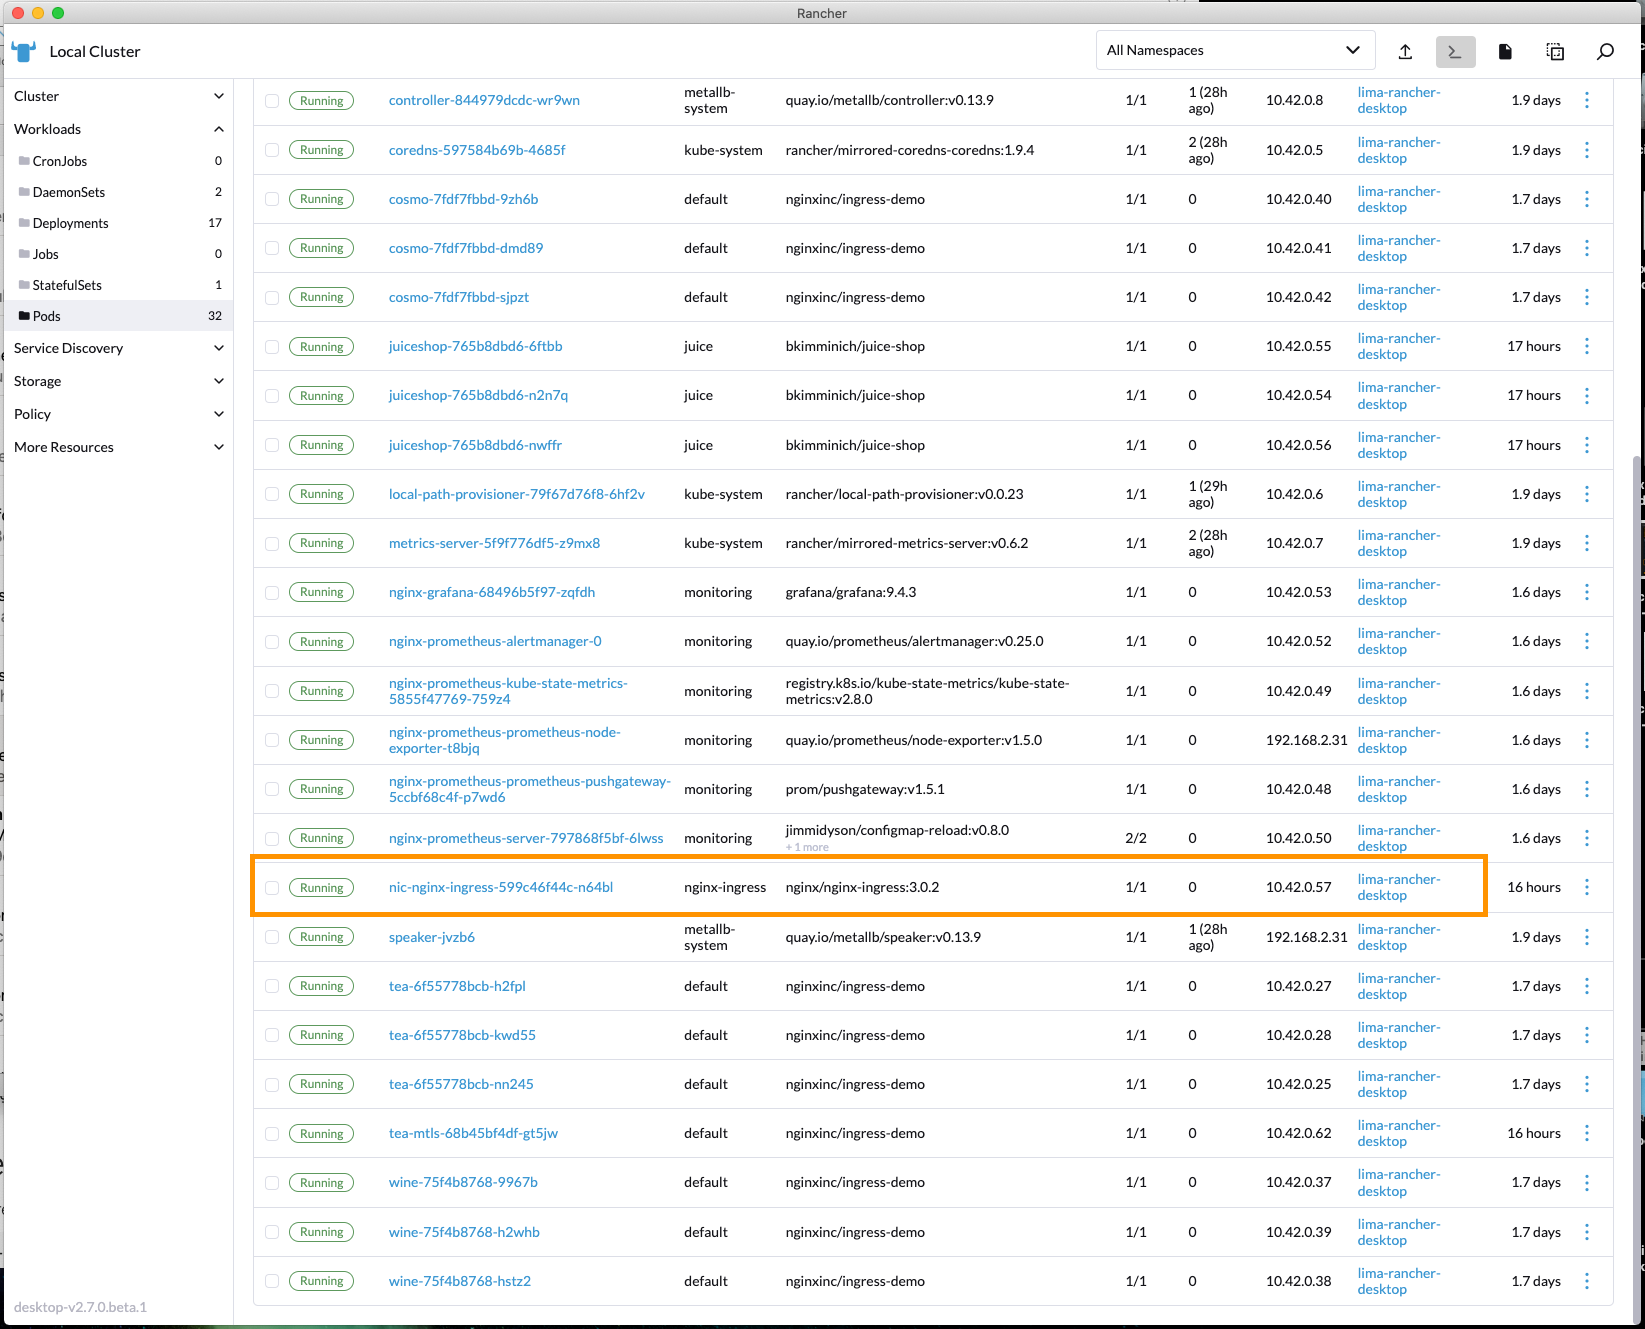 Rancher
Local Cluster
All Namespaces
Cluster
Workloads
CronJobs 0
DaemonSets 2
Deployments 17
Jobs 0
StatefulSets 1
Pods 32
Service Discovery
Storage
Policy
More Resources
desktop-v2.7.0.beta.1
Running controller-844979dcdc-wr9wn metallb-system quay.io/metallb/controller:v0.13.9 1/1 1 (28h ago) 10.42.0.8 lima-rancher-desktop 1.9 days
Running coredns-597584b69b-4685f kube-system rancher/mirrored-coredns-coredns:1.9.4 1/1 2 (28h ago) 10.42.0.5 lima-rancher-desktop 1.9 days
Running cosmo-7fdf7fbbd-9zh6b default nginxinc/ingress-demo 1/1 0 10.42.0.40 lima-rancher-desktop 1.7 days
Running cosmo-7fdf7fbbd-dmd89 default nginxinc/ingress-demo 1/1 0 10.42.0.41 lima-rancher-desktop 1.7 days
Running cosmo-7fdf7fbbd-sjpzt default nginxinc/ingress-demo 1/1 0 10.42.0.42 lima-rancher-desktop 1.7 days
Running juiceshop-765b8dbd6-6ftbb juice bkimminich/juice-shop 1/1 0 10.42.0.55 lima-rancher-desktop 17 hours
Running juiceshop-765b8dbd6-n2n7q juice bkimminich/juice-shop 1/1 0 10.42.0.54 lima-rancher-desktop 17 hours
Running juiceshop-765b8dbd6-nwffr juice bkimminich/juice-shop 1/1 0 10.42.0.56 lima-rancher-desktop 17 hours
Running local-path-provisioner-79f67d76f8-6hf2v kube-system rancher/local-path-provisioner:v0.0.23 1/1 1 (29h ago) 10.42.0.6 lima-rancher-desktop 1.9 days
Running metrics-server-5f9f776df5-z9mx8 kube-system rancher/mirrored-metrics-server:v0.6.2 1/1 2 (28h ago) 10.42.0.7 lima-rancher-desktop 1.9 days
Running nginx-grafana-68496b5f97-zqfdh monitoring grafana/grafana:9.4.3 1/1 0 10.42.0.53 lima-rancher-desktop 1.6 days
Running nginx-prometheus-alertmanager-0 monitoring quay.io/prometheus/alertmanager:v0.25.0 1/1 0 10.42.0.52 lima-rancher-desktop 1.6 days
Running nginx-prometheus-kube-state-metrics-5855f47769-759z4 monitoring registry.k8s.io/kube-state-metrics/kube-state-metrics:v2.8.0 1/1 0 10.42.0.49 lima-rancher-desktop 1.6 days
Running nginx-prometheus-prometheus-node-exporter-t8bjq monitoring quay.io/prometheus/node-exporter:v1.5.0 1/1 0 192.168.2.31 lima-rancher-desktop 1.6 days
Running nginx-prometheus-prometheus-pushgateway-5ccbf68c4f-p7wd6 monitoring prom/pushgateway:v1.5.1 1/1 0 10.42.0.48 lima-rancher-desktop 1.6 days
Running nginx-prometheus-server-797868f5bf-6lwss monitoring jimmidyson/configmap-reload:v0.8.0 + 1 more 2/2 0 10.42.0.50 lima-rancher-desktop 1.6 days
Running nic-nginx-ingress-599c46f44c-n64bl nginx-ingress nginx/nginx-ingress:3.0.2 1/1 0 10.42.0.57 lima-rancher-desktop 16 hours
Running speaker-jvzb6 metallb-system quay.io/metallb/speaker:v0.13.9 1/1 1 (28h ago) 192.168.2.31 lima-rancher-desktop 1.9 days
Running tea-6f55778bcb-h2fpl default nginxinc/ingress-demo 1/1 0 10.42.0.27 lima-rancher-desktop 1.7 days
Running tea-6f55778bcb-kwd55 default nginxinc/ingress-demo 1/1 0 10.42.0.28 lima-rancher-desktop 1.7 days
Running tea-6f55778bcb-nn245 default nginxinc/ingress-demo 1/1 0 10.42.0.25 lima-rancher-desktop 1.7 days
Running tea-mtls-68b45bf4df-gt5jw default nginxinc/ingress-demo 1/1 0 10.42.0.62 lima-rancher-desktop 16 hours
Running wine-75f4b8768-9967b default nginxinc/ingress-demo 1/1 0 10.42.0.37 lima-rancher-desktop 1.7 days
Running wine-75f4b8768-h2whb default nginxinc/ingress-demo 1/1 0 10.42.0.39 lima-rancher-desktop 1.7 days
Running wine-75f4b8768-hstz2 default nginxinc/ingress-demo 1/1 0 10.42.0.38 lima-rancher-desktop 1.7 days